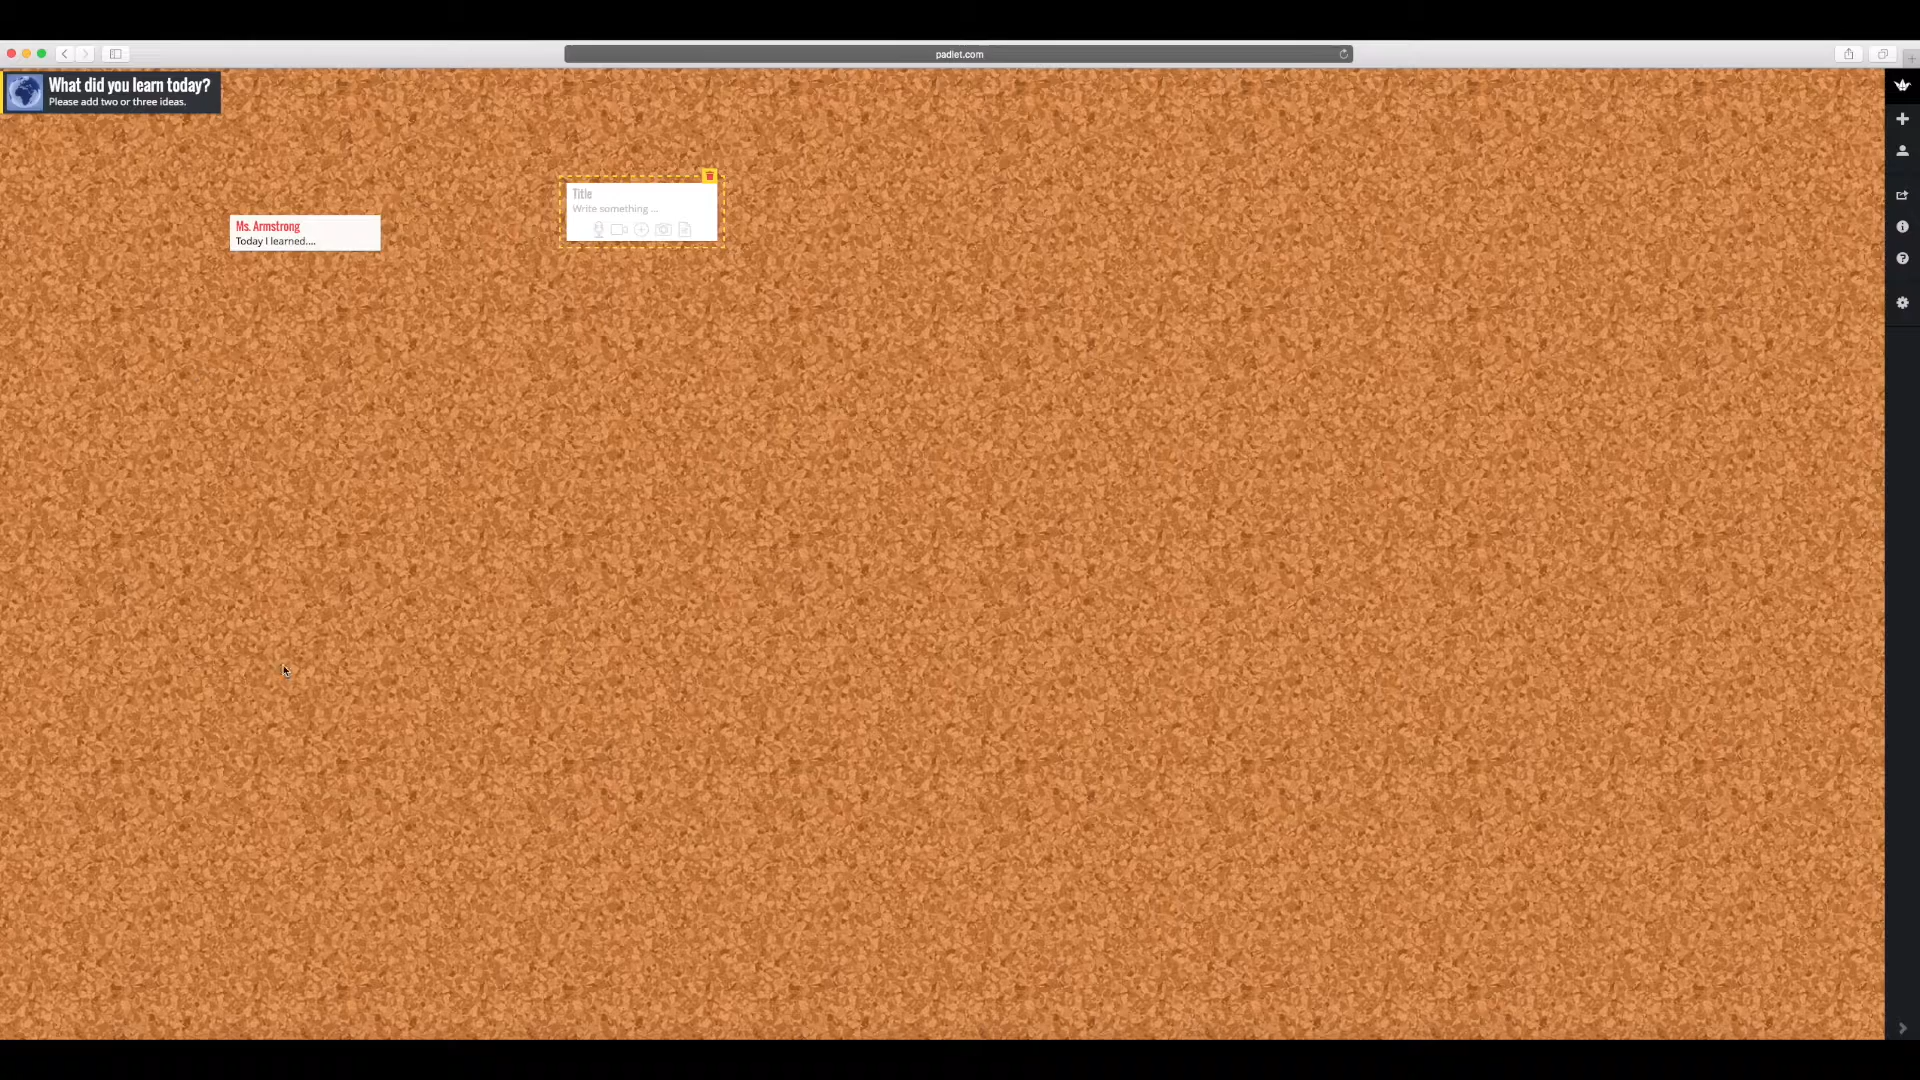 padlet.com
What did you learn today?
Please add two or three ideas.
Title
Write something ...
Ms. Armstrong
Today I learned....